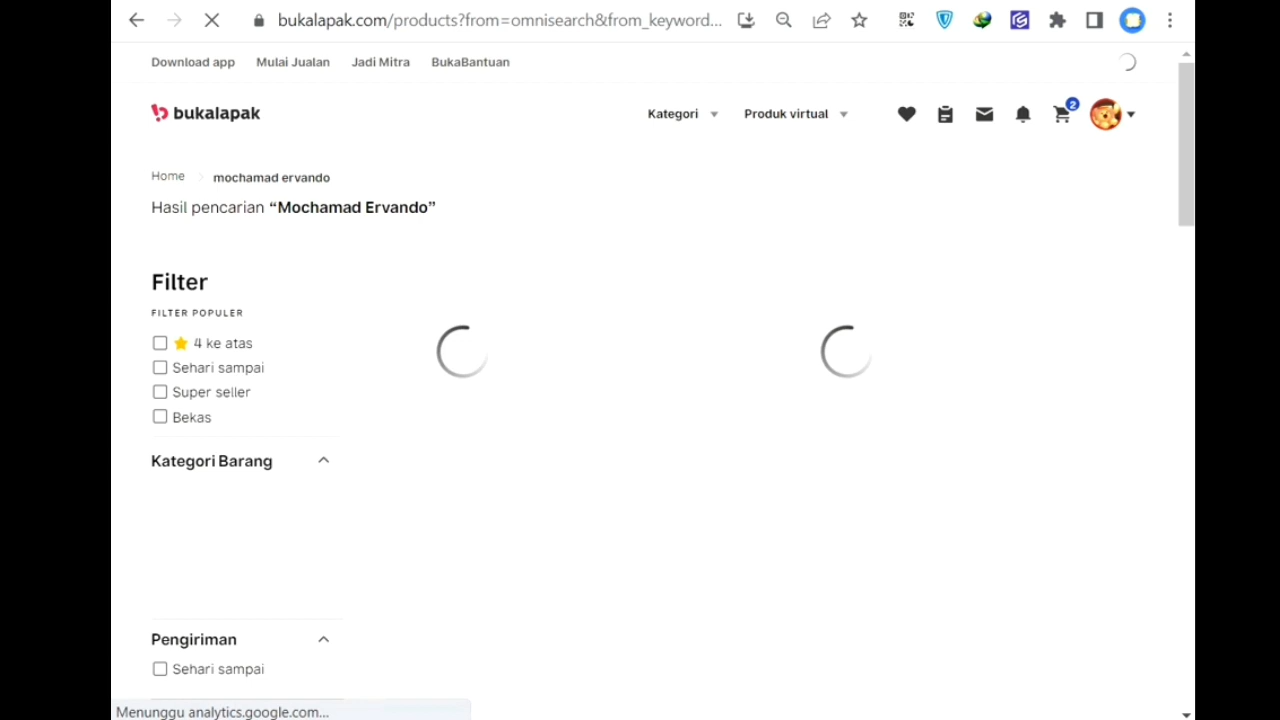 bukalapak.com/products?from=omnisearch&from_keyword...
Download app Mulai Jualan Jadi Mitra BukaBantuan
bukalapak Kategori Produk virtual 2
Home mochamad ervando
Hasil pencarian “Mochamad Ervando”
Filter
FILTER POPULER
4 ke atas
Sehari sampai
Super seller
Bekas
Kategori Barang
Pengiriman
Sehari sampai
Menunggu analytics.google.com...